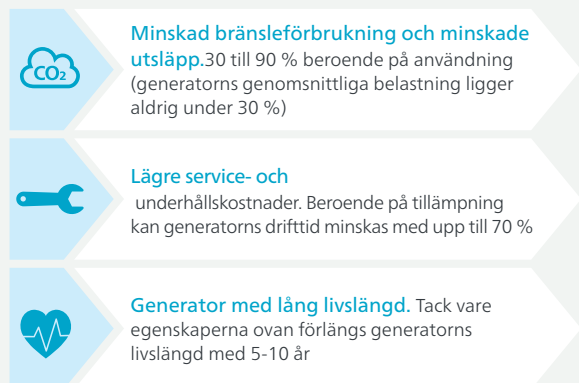 CO₂
Minskad bränsleförbrukning och minskade
utsläpp.30 till 90 % beroende på användning
(generatorns genomsnittliga belastning ligger
aldrig under 30 %)
Lägre service- och
underhållskostnader. Beroende på tillämpning
kan generatorns drifttid minskas med upp till 70 %
Generator med lång livslängd. Tack vare
egenskaperna ovan förlängs generatorns
livslängd med 5-10 år